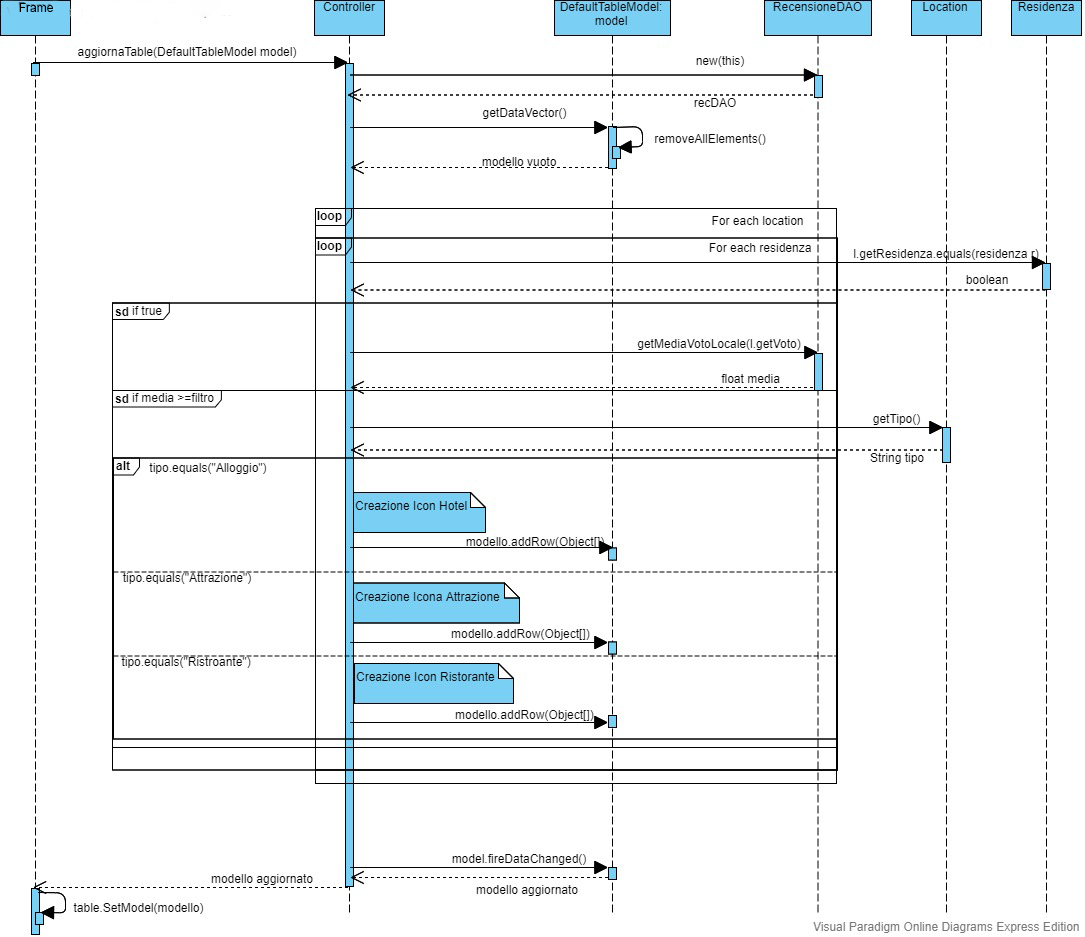 Frame
Controller
DefaultTableModel:
model
RecensioneDAO
Location
Residenza
aggiornaTable(DefaultTableModel model)
new(this)
recDAO
getDataVector()
removeAllElements()
modello vuoto
loop
For each location
loop
For each residenza
l.getResidenza.equals(residenza r)
boolean
sd if true
getMediaVotoLocale(l.getVoto)
float media
sd if media >=filtro
getTipo()
String tipo
alt
tipo.equals("Alloggio")
Creazione Icon Hotel
modello.addRow(Object[])
tipo.equals("Attrazione")
Creazione Icona Attrazione
modello.addRow(Object[])
tipo.equals("Ristroante")
Creazione Icon Ristorante
modello.addRow(Object[])
model.fireDataChanged()
modello aggiornato
modello aggiornato
table.SetModel(modello)
Visual Paradigm Online Diagrams Express Edition